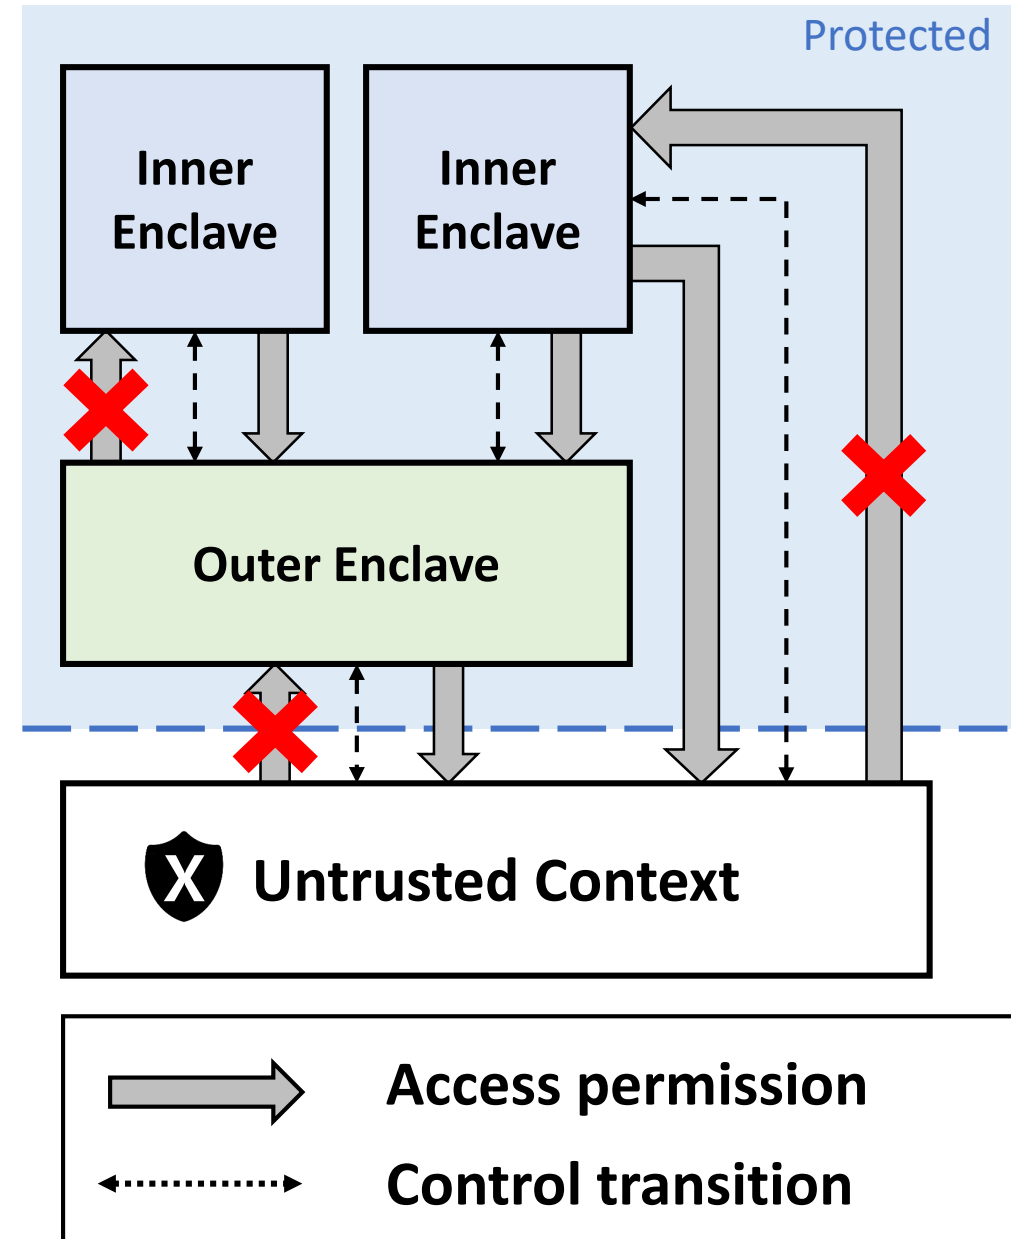 Protected
Inner
Enclave
Inner
Enclave
Outer Enclave
X
Untrusted Context
Access permission
Control transition